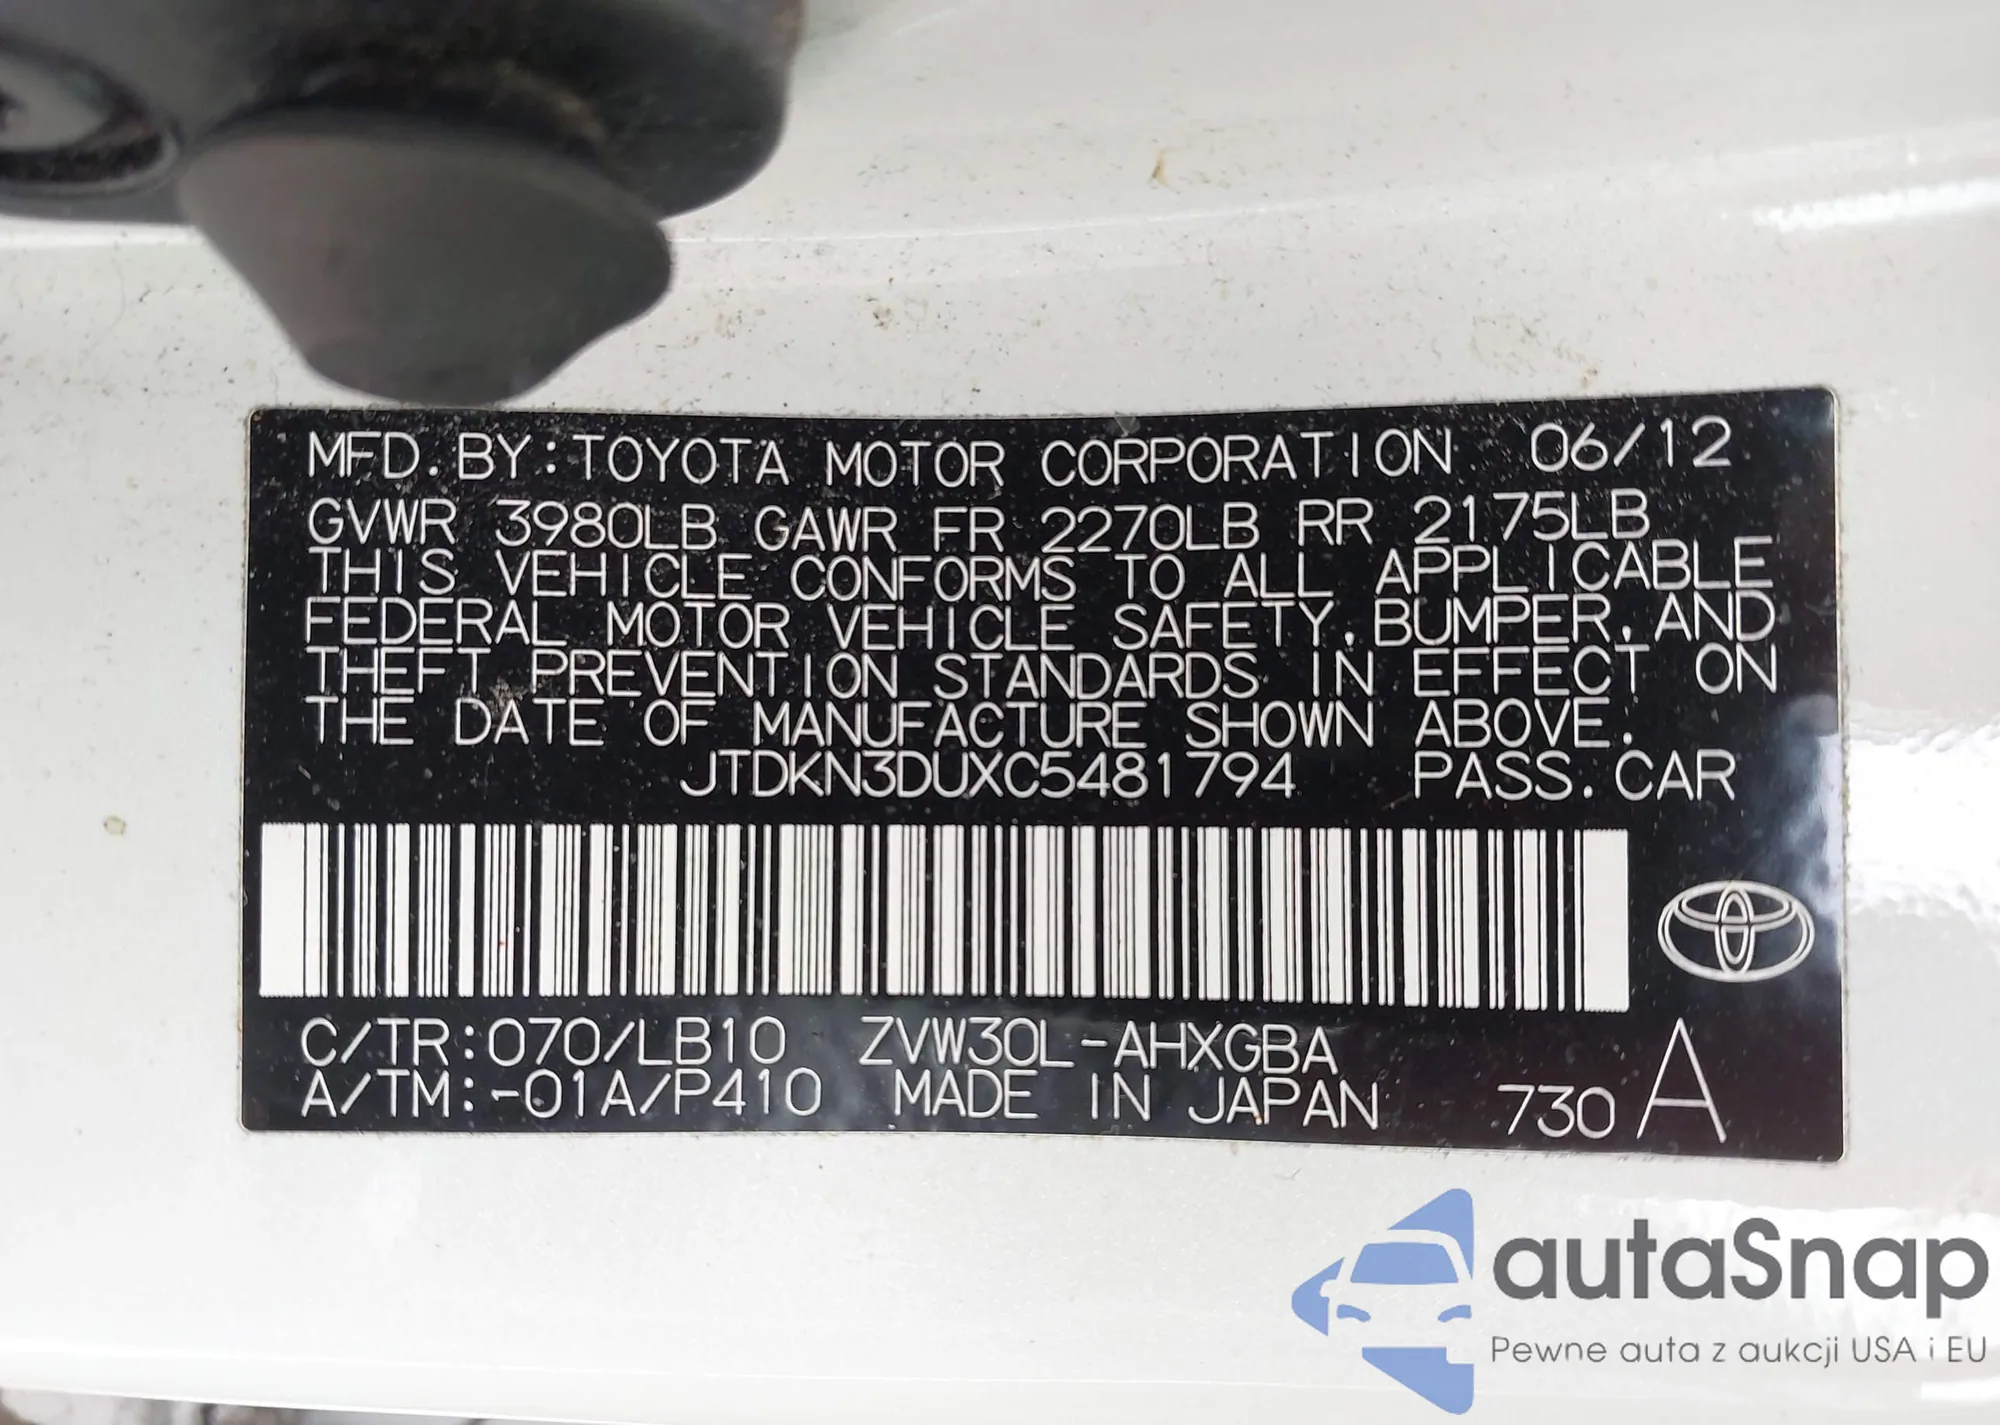 MFD. BY: TOYOTA MOTOR CORPORATION 06/12
GVWR 3980LB GAWR FR 2270LB RR 2175LB
THIS VEHICLE CONFORMS TO ALL APPLICABLE
FEDERAL MOTOR VEHICLE SAFETY, BUMPER, AND
THEFT PREVENTION STANDARDS IN EFFECT ON
THE DATE OF MANUFACTURE SHOWN ABOVE.
JTDKN3DUXC5481794 PASS. CAR
C/TR: 070/LB10 ZVW30L-AHXGBA
A/TM: -01A/P410 MADE IN JAPAN 730 A
autaSnap
Pewne auta z aukcji USA i EU